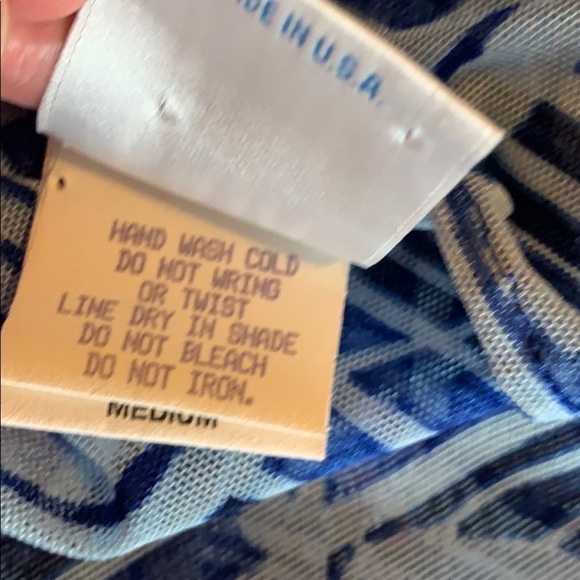 DE IN U.S.A.
HAND WASH COLD
DO NOT WRING
OR TWIST
LINE DRY IN SHADE
DO NOT BLEACH
DO NOT IRON.
MEDIUM